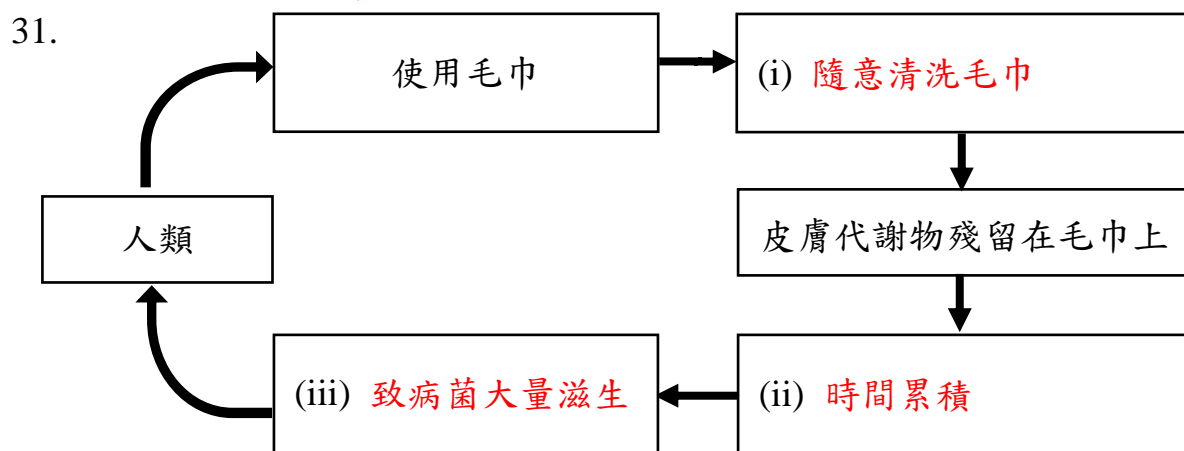 31.
使用毛巾
(i) 隨意清洗毛巾
皮膚代謝物殘留在毛巾上
(ii) 時間累積
(iii) 致病菌大量滋生
人類